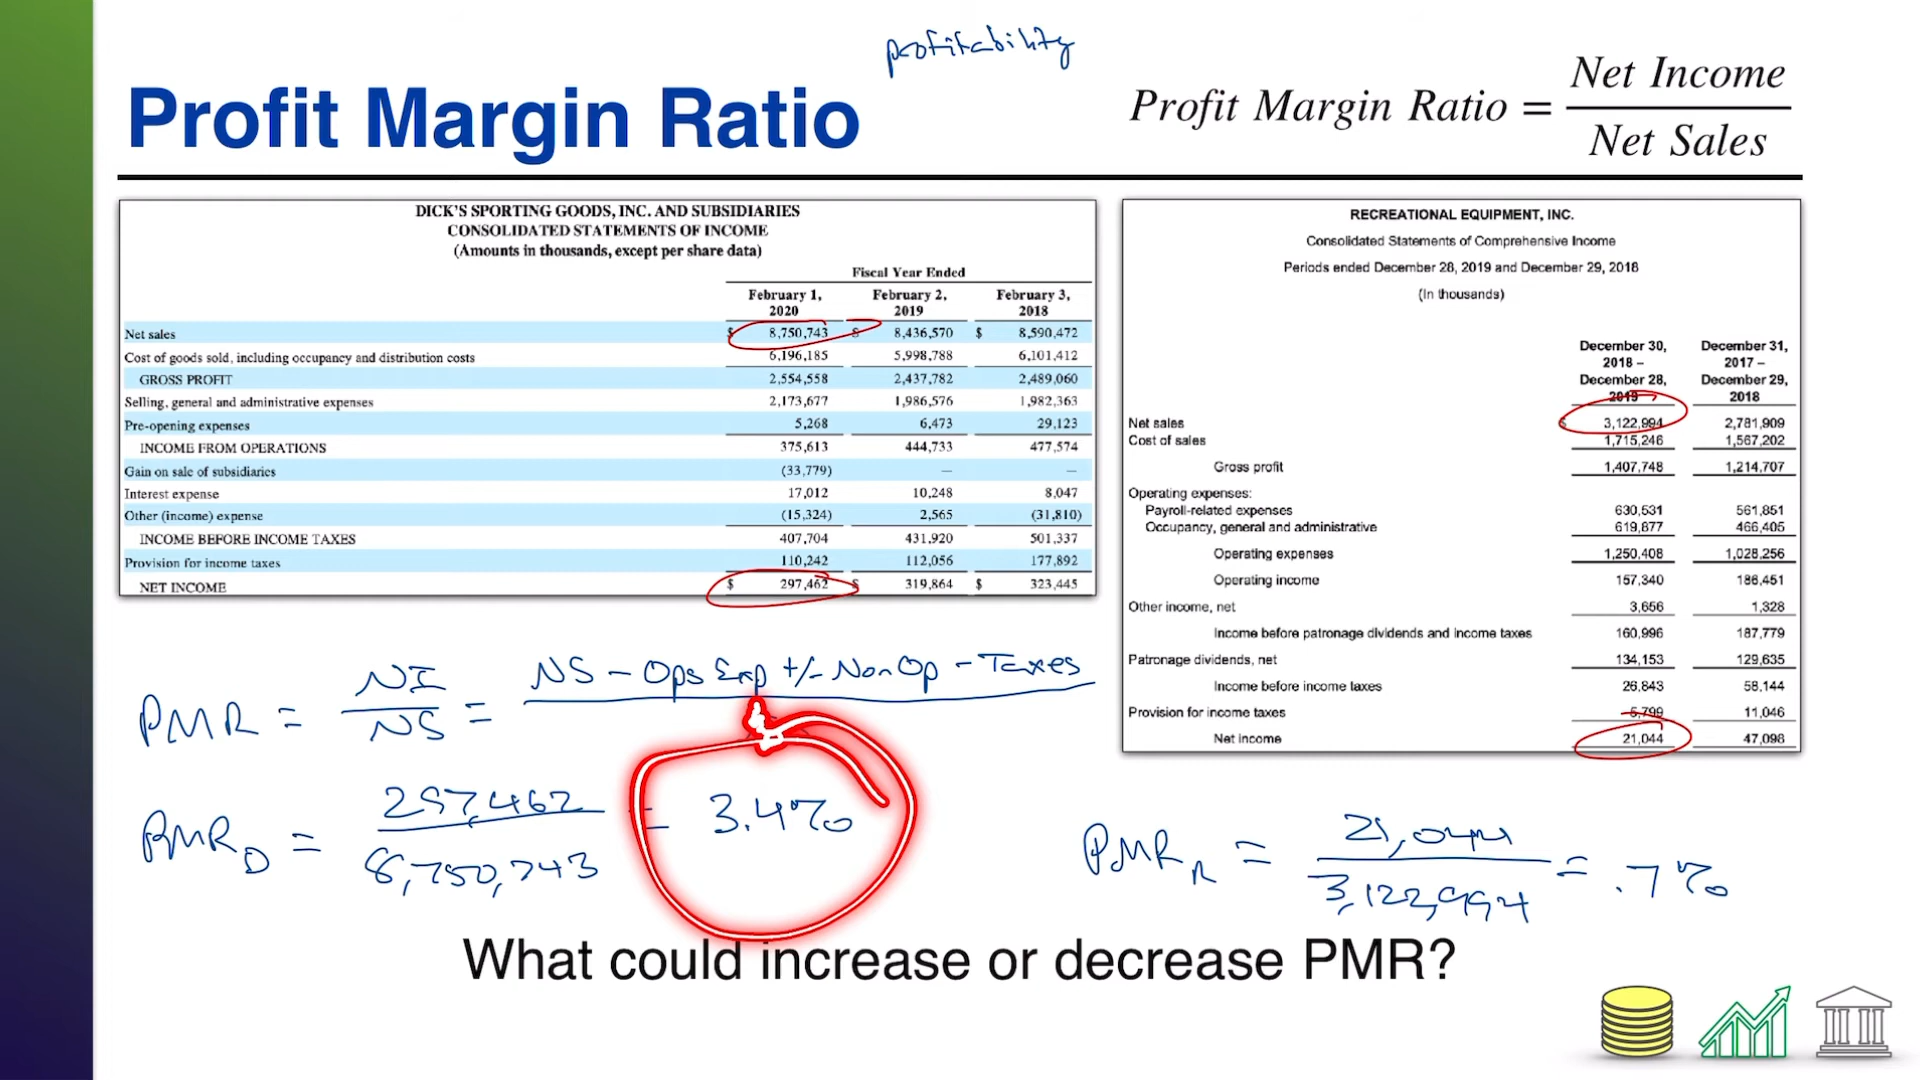 profitability
Profit Margin Ratio
Profit Margin Ratio = Net Income / Net Sales
DICK'S SPORTING GOODS, INC. AND SUBSIDIARIES
CONSOLIDATED STATEMENTS OF INCOME
(Amounts in thousands, except per share data)
Fiscal Year Ended
February 1, 2020 February 2, 2019 February 3, 2018
Net sales $ 8,750,743 $ 8,436,570 $ 8,590,472
Cost of goods sold, including occupancy and distribution costs 6,196,185 5,998,788 6,101,412
GROSS PROFIT 2,554,558 2,437,782 2,489,060
Selling, general and administrative expenses 2,173,677 1,986,576 1,982,363
Pre-opening expenses 5,268 6,473 29,123
INCOME FROM OPERATIONS 375,613 444,733 477,574
Gain on sale of subsidiaries (33,779) — —
Interest expense 17,012 10,248 8,047
Other (income) expense (15,324) 2,565 (31,810)
INCOME BEFORE INCOME TAXES 407,704 431,920 501,337
Provision for income taxes 110,242 112,056 177,892
NET INCOME $ 297,462 $ 319,864 $ 323,445
RECREATIONAL EQUIPMENT, INC.
Consolidated Statements of Comprehensive Income
Periods ended December 28, 2019 and December 29, 2018
(In thousands)
December 30, December 31,
2018 – 2017 –
December 28, December 29,
2019 2018
Net sales $ 3,122,994 2,781,909
Cost of sales 1,715,246 1,567,202
Gross profit 1,407,748 1,214,707
Operating expenses:
Payroll-related expenses 630,531 561,851
Occupancy, general and administrative 619,877 466,405
Operating expenses 1,250,408 1,028,256
Operating income 157,340 186,451
Other income, net 3,656 1,328
Income before patronage dividends and income taxes 160,996 187,779
Patronage dividends, net 134,153 129,635
Income before income taxes 26,843 58,144
Provision for income taxes 5,799 11,046
Net income 21,044 47,098
PMR = NI / NS = NS - Ops Exp +/- NonOp - Taxes
PMR D = 297,462 / 8,750,743 = 3.4%
PMR R = 21,044 / 3,122,994 = .7%
What could increase or decrease PMR?